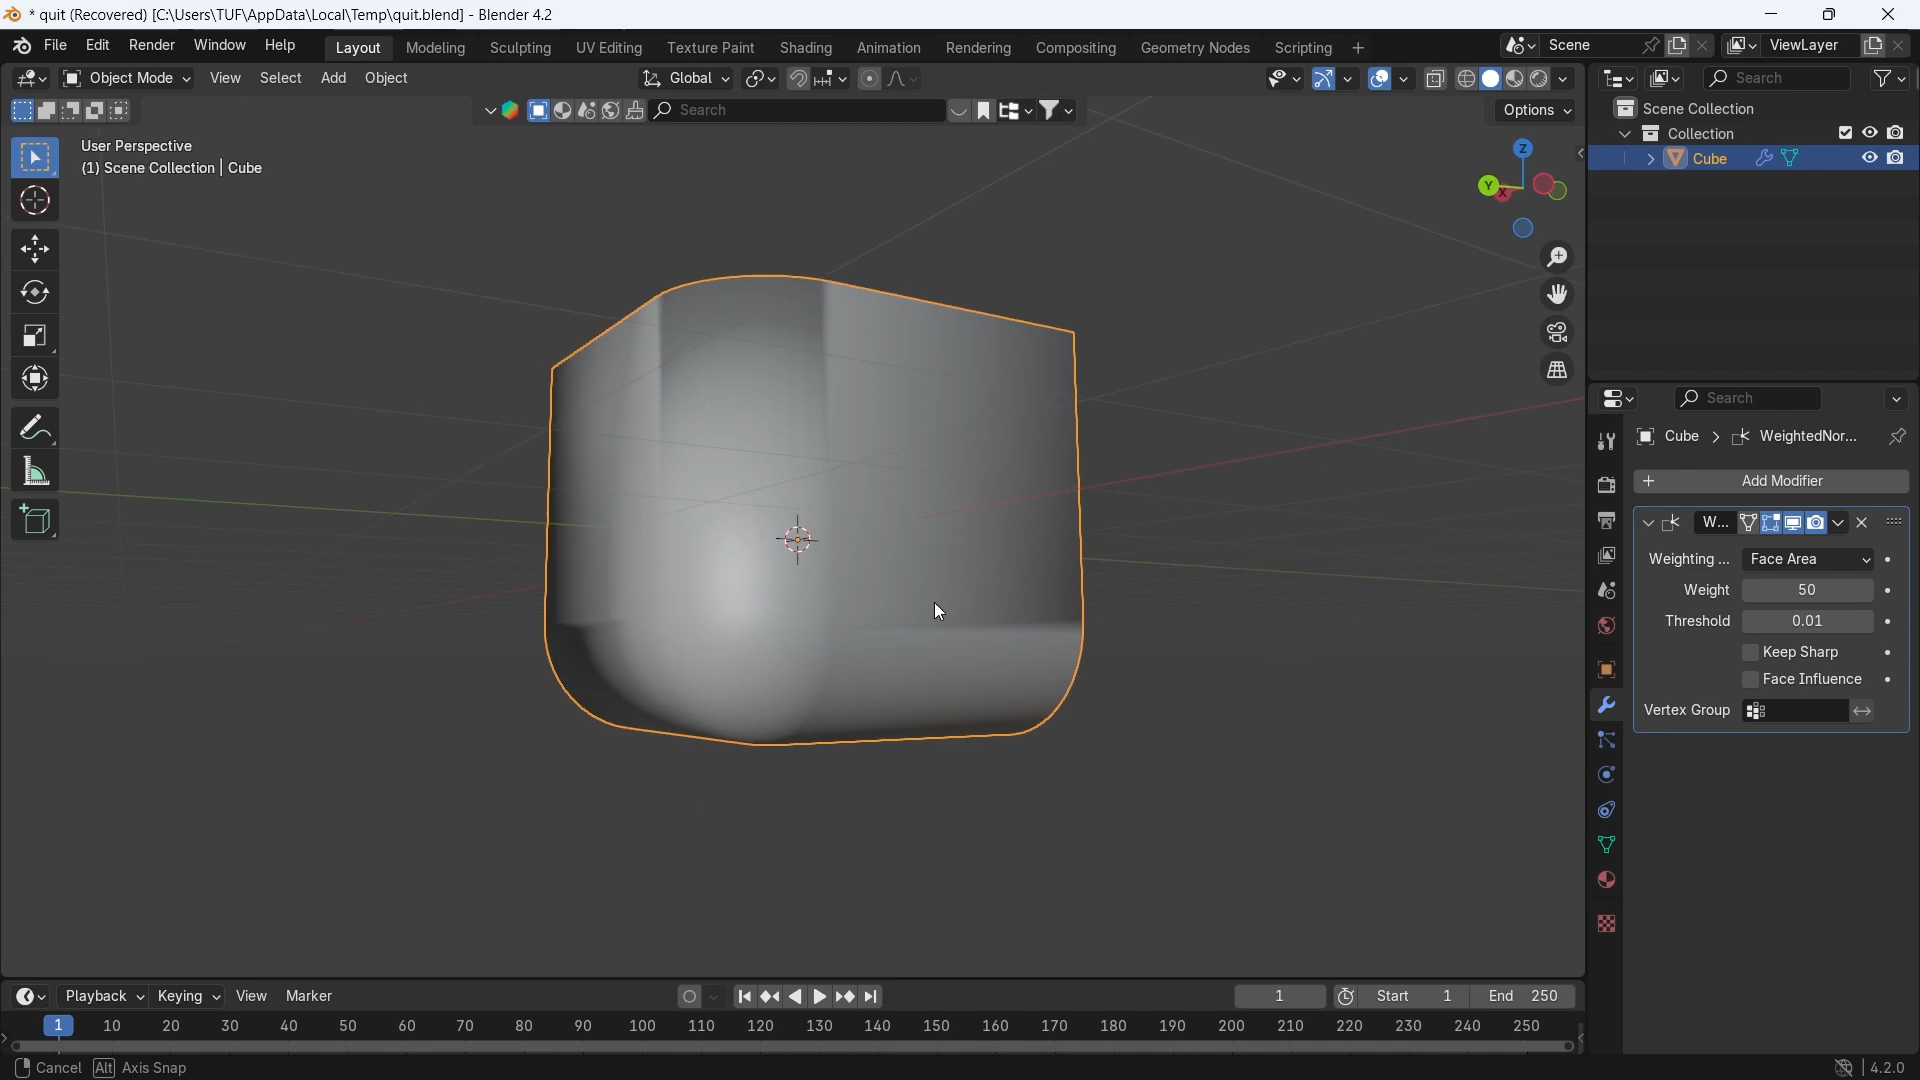 * quit (Recovered) [C:\Users\TUF\AppData\Local\Temp\quit.blend] - Blender 4.2
File Edit Render Window Help Layout Modeling Sculpting UV Editing Texture Paint Shading Animation Rendering Compositing Geometry Nodes Scripting + Scene ViewLayer
Object Mode View Select Add Object Global Search
Search Options
User Perspective
(1) Scene Collection | Cube
Z
Y X
Scene Collection
Collection
Cube
Search
Cube > WeightedNor...
+ Add Modifier
W...
Weighting ... Face Area
Weight 50
Threshold 0.01
Keep Sharp
Face Influence
Vertex Group
Playback Keying View Marker 1 Start 1 End 250
1 10 20 30 40 50 60 70 80 90 100 110 120 130 140 150 160 170 180 190 200 210 220 230 240 250
Cancel Alt Axis Snap 4.2.0